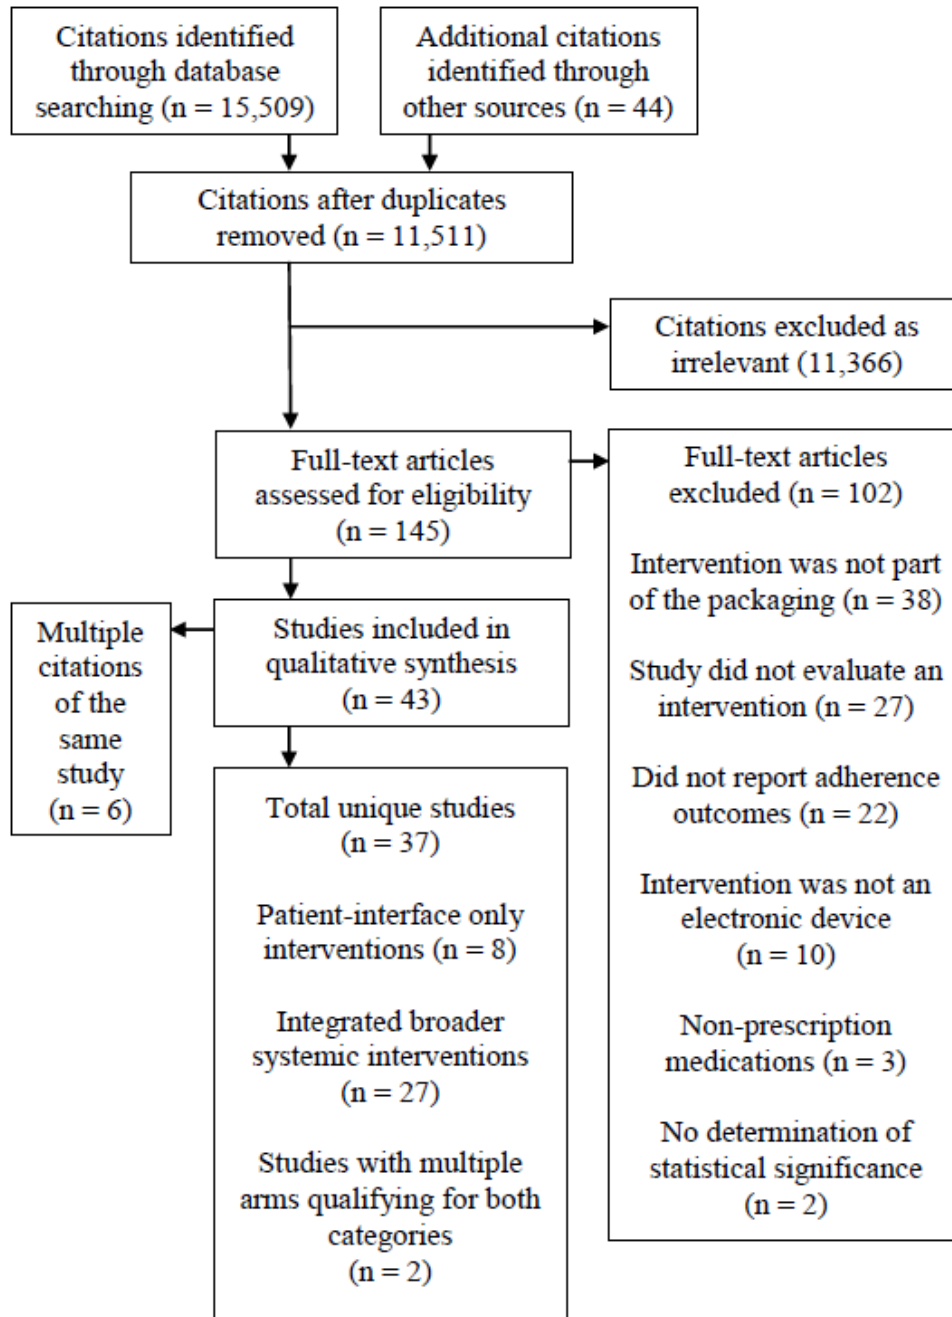 Citations identified
through database
searching (n = 15,509)
Additional citations
identified through
other sources (n = 44)
Citations after duplicates
removed (n = 11,511)
Citations excluded as
irrelevant (11,366)
Full-text articles
assessed for eligibility
(n = 145)
Full-text articles
excluded (n = 102)
Intervention was not part
of the packaging (n = 38)
Study did not evaluate an
intervention (n = 27)
Did not report adherence
outcomes (n = 22)
Intervention was not an
electronic device
(n = 10)
Non-prescription
medications (n = 3)
No determination of
statistical significance
(n = 2)
Studies included in
qualitative synthesis
(n = 43)
Multiple
citations
of the
same
study
(n = 6)
Total unique studies
(n = 37)
Patient-interface only
interventions (n = 8)
Integrated broader
systemic interventions
(n = 27)
Studies with multiple
arms qualifying for both
categories
(n = 2)